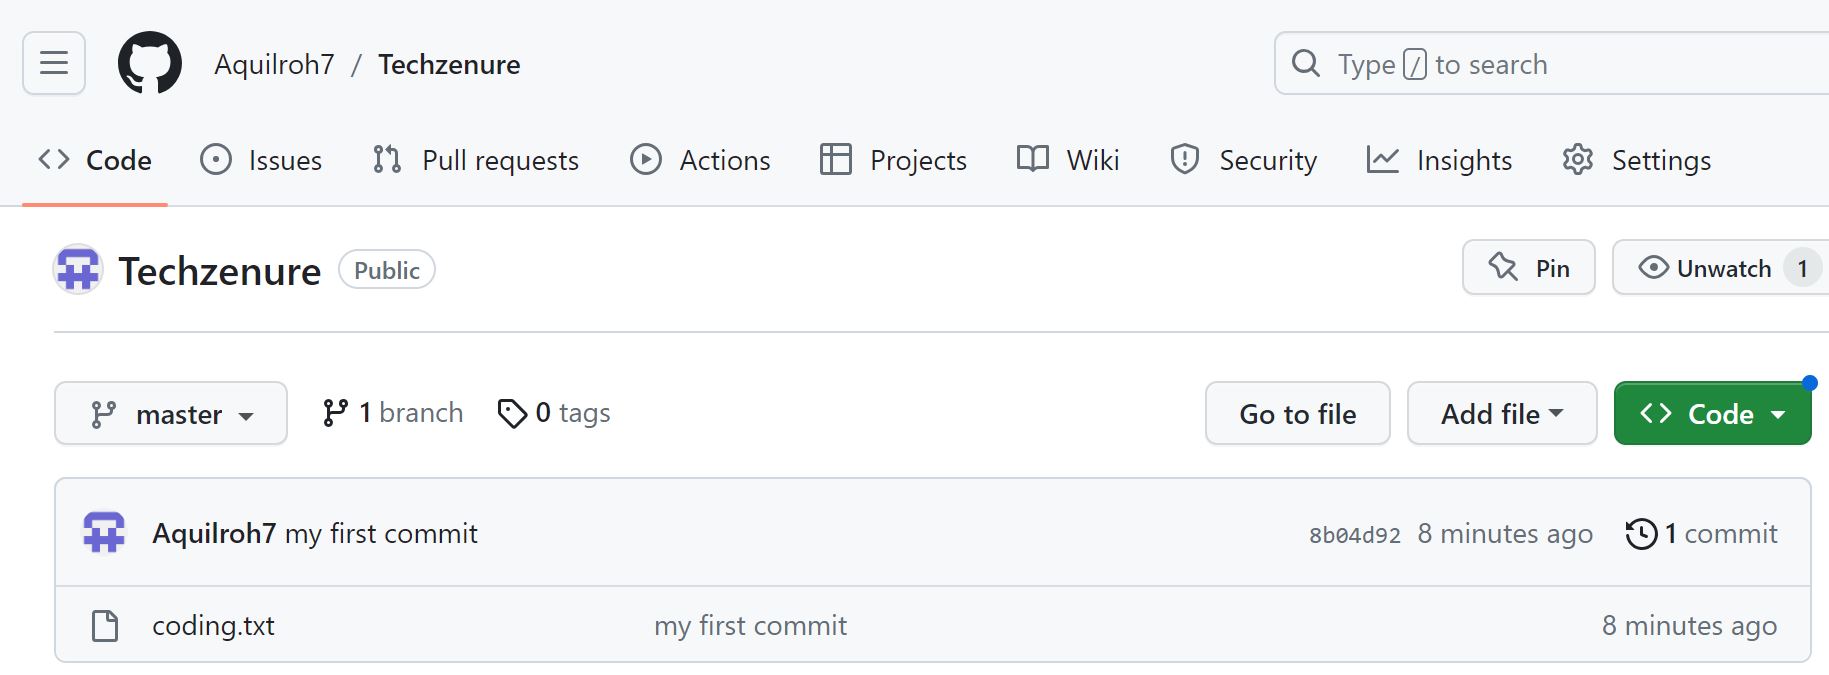 Aquilroh7 / Techzenure
Type / to search
Code Issues Pull requests Actions Projects Wiki Security Insights Settings
Techzenure Public
Pin Unwatch 1
master 1 branch 0 tags Go to file Add file Code
Aquilroh7 my first commit 8b04d92 8 minutes ago 1 commit
coding.txt my first commit 8 minutes ago